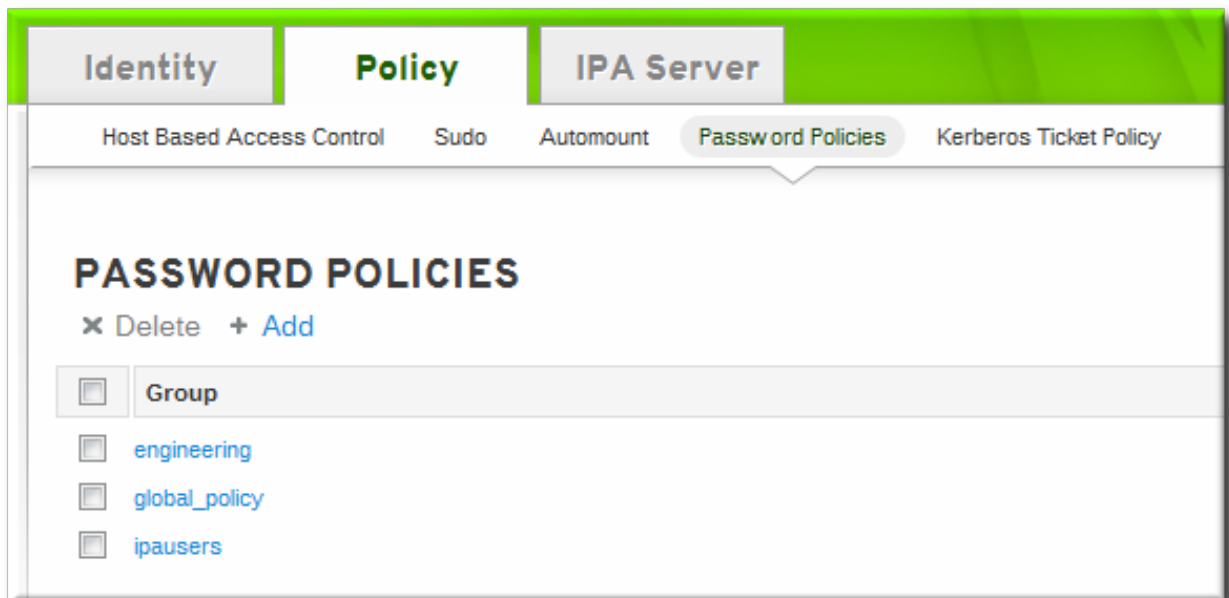 Identity Policy IPA Server
Host Based Access Control Sudo Automount Password Policies Kerberos Ticket Policy
PASSWORD POLICIES
Delete + Add
Group
engineering
global_policy
ipausers